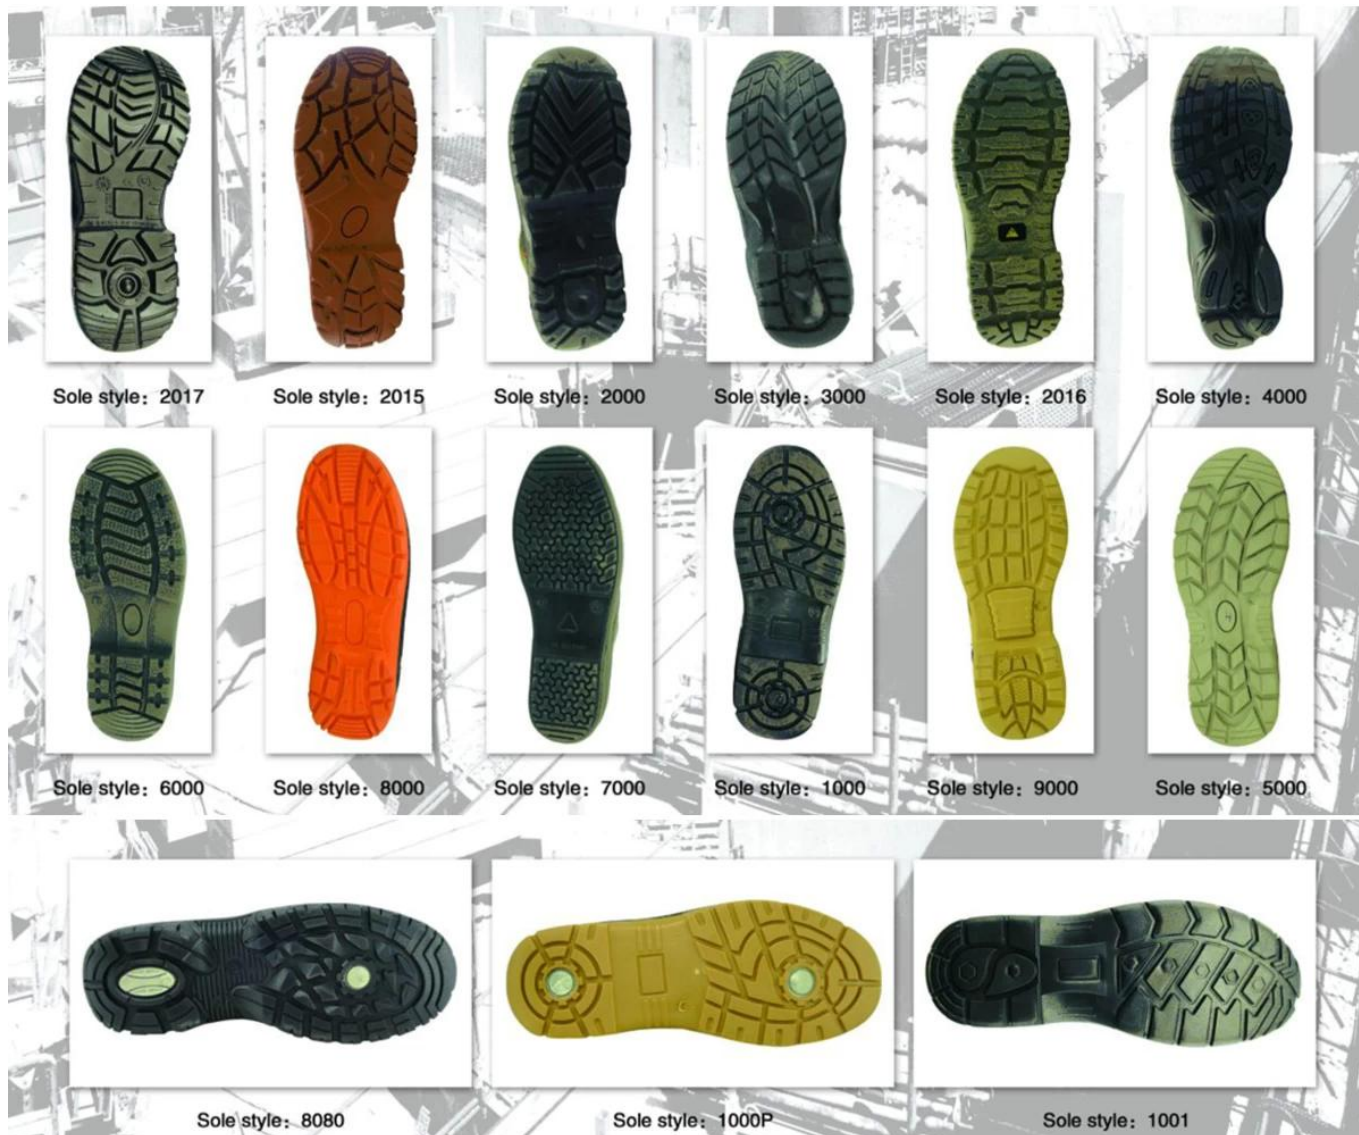 Sole style：2017
Sole style：2015
Sole style：2000
Sole style：3000
Sole style：2016
Sole style：4000
Sole style：6000
Sole style：8000
Sole style：7000
Sole style：1000
Sole style：9000
Sole style：5000
Sole style：8080
Sole style：1000P
Sole style：1001